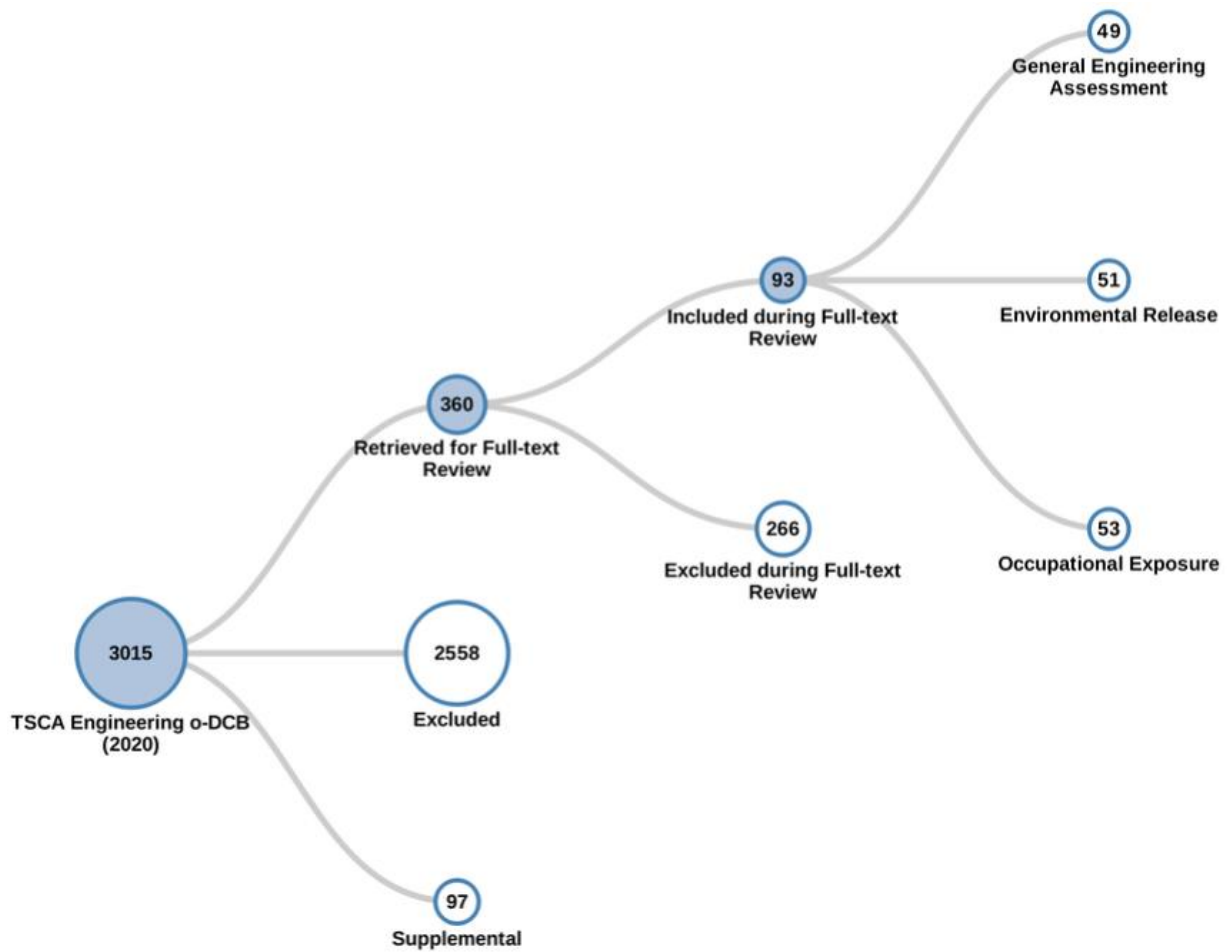 49
General Engineering
Assessment
93
Included during Full-text
Review
51
Environmental Release
360
Retrieved for Full-text
Review
266
Excluded during Full-text
Review
53
Occupational Exposure
3015
TSCA Engineering o-DCB
(2020)
2558
Excluded
97
Supplemental